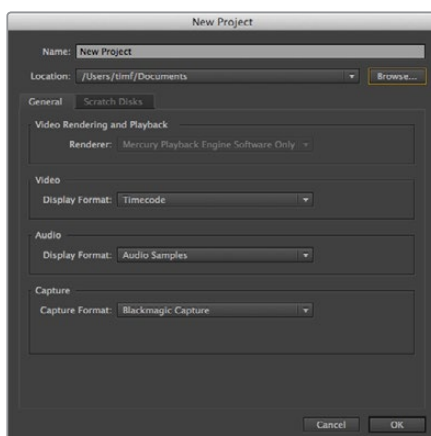 New Project
Name: New Project
Location: /Users/timf/Documents Browse...
General Scratch Disks
Video Rendering and Playback
Renderer: Mercury Playback Engine Software Only
Video
Display Format: Timecode
Audio
Display Format: Audio Samples
Capture
Capture Format: Blackmagic Capture
Cancel OK